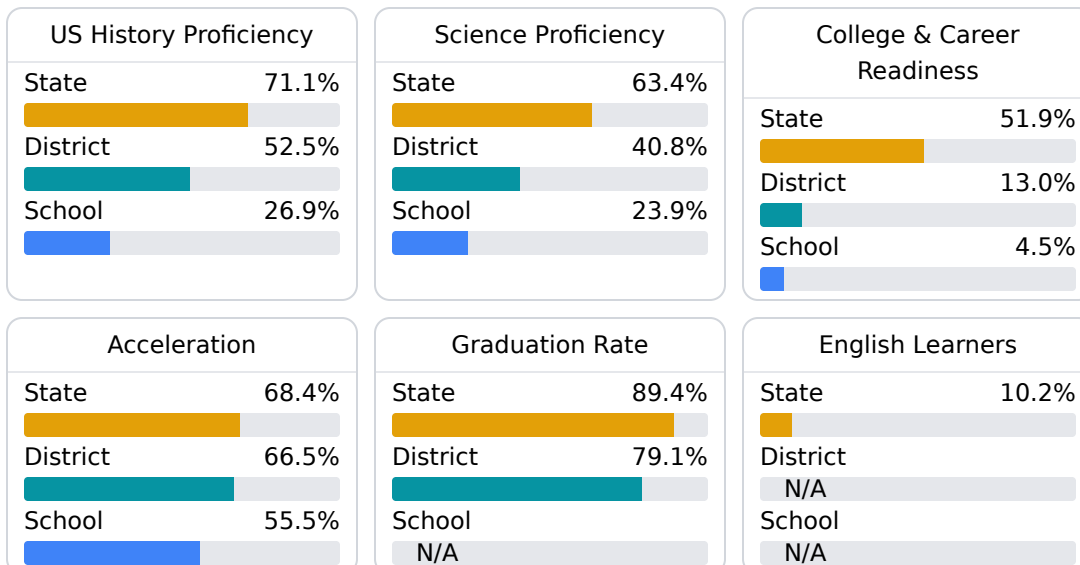 US History Proficiency
State 71.1%
District 52.5%
School 26.9%
Science Proficiency
State 63.4%
District 40.8%
School 23.9%
College & Career
Readiness
State 51.9%
District 13.0%
School 4.5%
Acceleration
State 68.4%
District 66.5%
School 55.5%
Graduation Rate
State 89.4%
District 79.1%
School
N/A
English Learners
State 10.2%
District
N/A
School
N/A